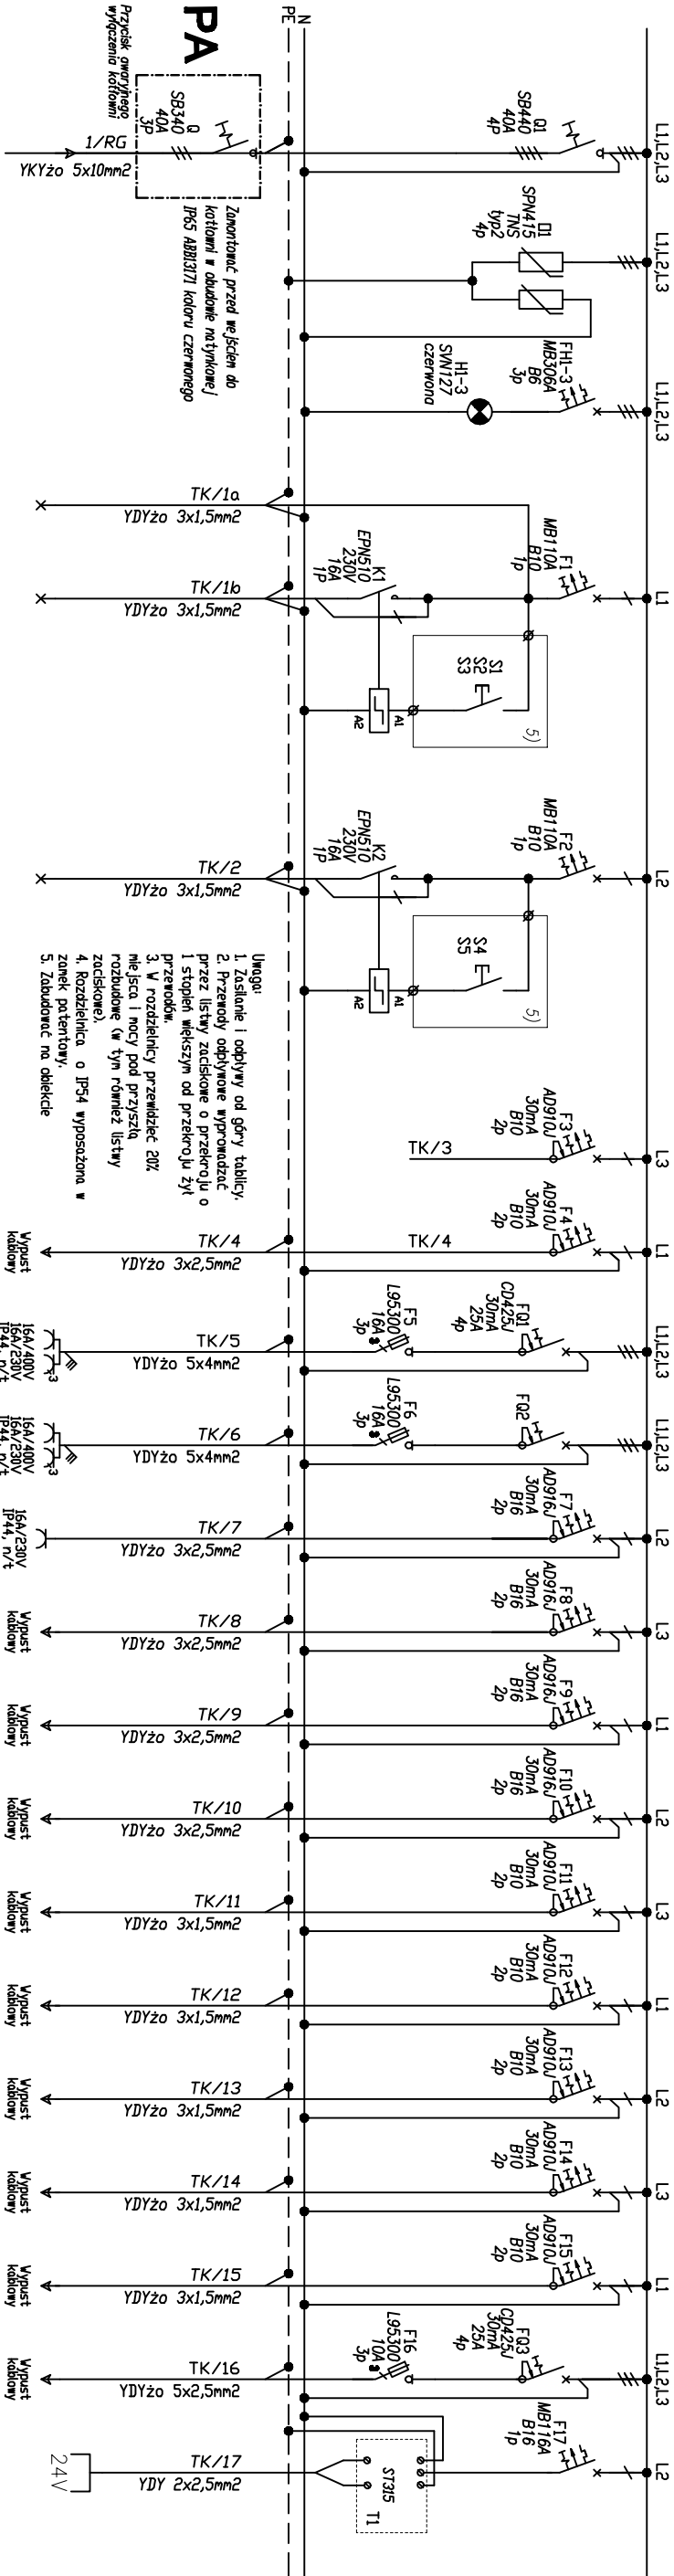 L1,L2,L3
Q1
SB440
40A
4P
N
PE
Q
SB340
40A
3P
1/RG
YKYżo 5x10mm2
PA
Przycisk awaryjnego
wyłączenia kotłowni
Zamontować przed wejściem do
kotłowni w obudowie natynkowej
IP65 ABB13171 koloru czerwonego
L1,L2,L3
SPN415
TNS
typ2
4p
L1,L2,L3
FH1-3
MB306A
B6
3p
H1-3
SVN127
czerwona
TK/1a
YDYżo 3x1,5mm2
L1
F1
MB110A
B10
1p
S1
S2
S3
5)
K1
EPN510
230V
16A
1P
A1
A2
TK/1b
YDYżo 3x1,5mm2
L2
F2
MB110A
B10
1p
S4
S5
5)
K2
EPN510
230V
16A
1P
A1
A2
TK/2
YDYżo 3x1,5mm2
Uwaga:
1. Zasilanie i odpływy od góry tablicy.
2. Przewody odpływowe wyprowadzać
przez listwy zaciskowe o przekroju o
1 stopień większym od przekroju żył
przewodów.
3. W rozdzielnicy przewidzieć 20%
miejsca i mocy pod przyszłą
rozbudowę (w tym również listwy
zaciskowe).
4. Rozdzielnica o IP54 wyposażona w
zamek patentowy.
5. Zabudować na obiekcie
L3
F3
AD910J
30mA
B10
2p
TK/3
L1
F4
AD910J
30mA
B10
2p
TK/4
TK/4
YDYżo 3x2,5mm2
Wypust
kablowy
L1,L2,L3
FQ1
CD425J
30mA
25A
4p
F5
L95300
16A
3p
TK/5
YDYżo 5x4mm2
3
16A/400V
16A/230V
IP44, n/t
L1,L2,L3
FQ2
F6
L95300
16A
3p
TK/6
YDYżo 5x4mm2
3
16A/400V
16A/230V
IP44, n/t
L2
F7
AD916J
30mA
B16
2p
TK/7
YDYżo 3x2,5mm2
16A/230V
IP44, n/t
L3
F8
AD916J
30mA
B16
2p
TK/8
YDYżo 3x2,5mm2
Wypust
kablowy
L1
F9
AD916J
30mA
B16
2p
TK/9
YDYżo 3x2,5mm2
Wypust
kablowy
L2
F10
AD916J
30mA
B16
2p
TK/10
YDYżo 3x2,5mm2
Wypust
kablowy
L3
F11
AD910J
30mA
B10
2p
TK/11
YDYżo 3x1,5mm2
Wypust
kablowy
L1
F12
AD910J
30mA
B10
2p
TK/12
YDYżo 3x1,5mm2
Wypust
kablowy
L2
F13
AD910J
30mA
B10
2p
TK/13
YDYżo 3x1,5mm2
Wypust
kablowy
L3
F14
AD910J
30mA
B10
2p
TK/14
YDYżo 3x1,5mm2
Wypust
kablowy
L1
F15
AD910J
30mA
B10
2p
TK/15
YDYżo 3x1,5mm2
Wypust
kablowy
L1,L2,L3
FQ3
CD425J
30mA
25A
4p
F16
L95300
10A
3p
TK/16
YDYżo 5x2,5mm2
Wypust
kablowy
L2
F17
MB116A
B16
1p
ST315
T1
TK/17
YDY 2x2,5mm2
24V